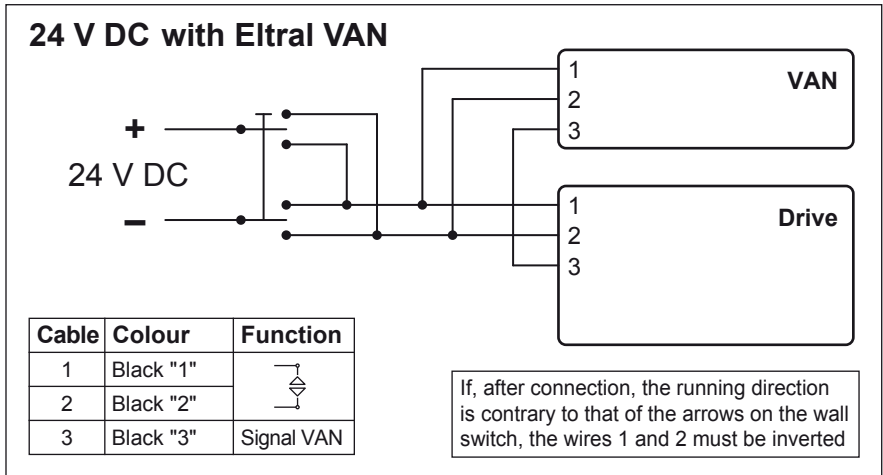 24 V DC with Eltral VAN
1
VAN
2
3
+
24 V DC
–
1
Drive
2
3
Cable Colour Function
1 Black "1"
2 Black "2"
3 Black "3" Signal VAN
If, after connection, the running direction
is contrary to that of the arrows on the wall
switch, the wires 1 and 2 must be inverted